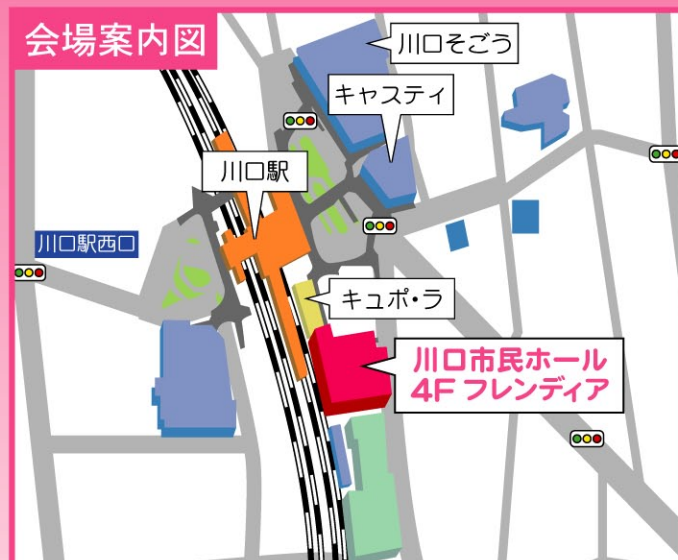 会場案内図
川口そごう
キャスティ
川口駅
川口駅西口
キュポ・ラ
川口市民ホール
4F フレンディア